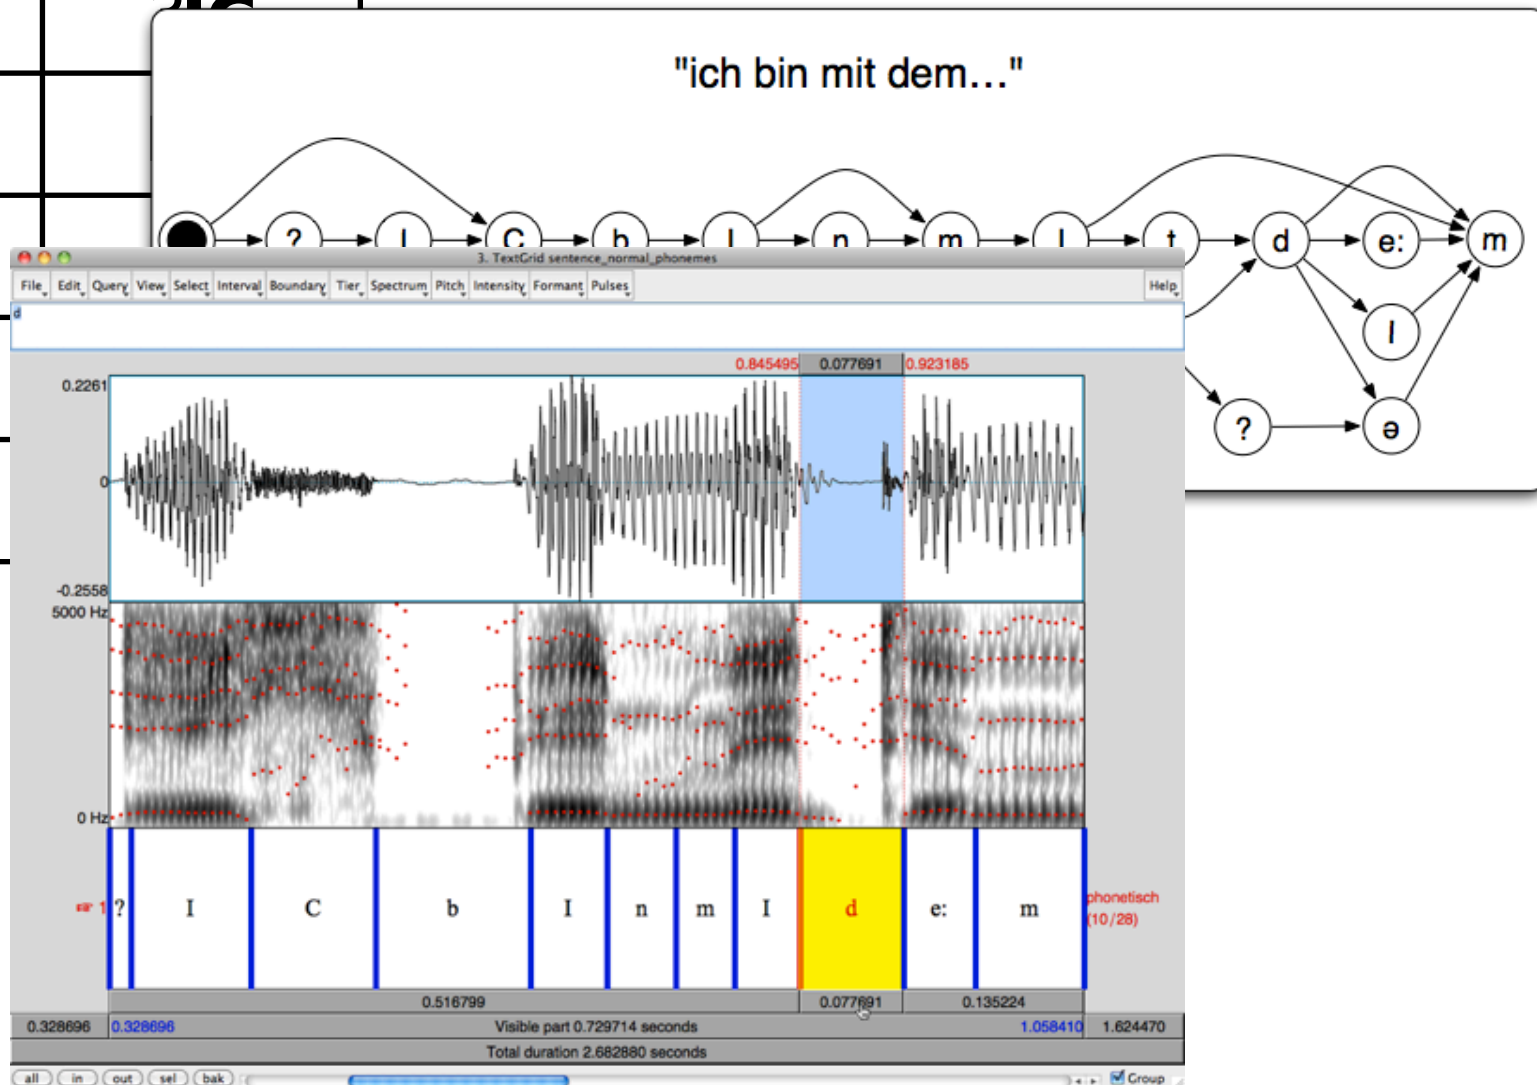 "ich bin mit dem..."
? I C b I n m I t d e: m
I
? ə
3. TextGrid sentence_normal_phonemes
File Edit Query View Select Interval Boundary Tier Spectrum Pitch Intensity Formant Pulses Help
d
0.845495 0.077691 0.923185
0.2261
0
-0.2558
5000 Hz
0 Hz
1 ? I C b I n m I d e: m phonetisch
(10/28)
0.516799 0.077691 0.135224
0.328696 0.328696 Visible part 0.729714 seconds 1.058410 1.624470
Total duration 2.682880 seconds
all in out sel bak Group